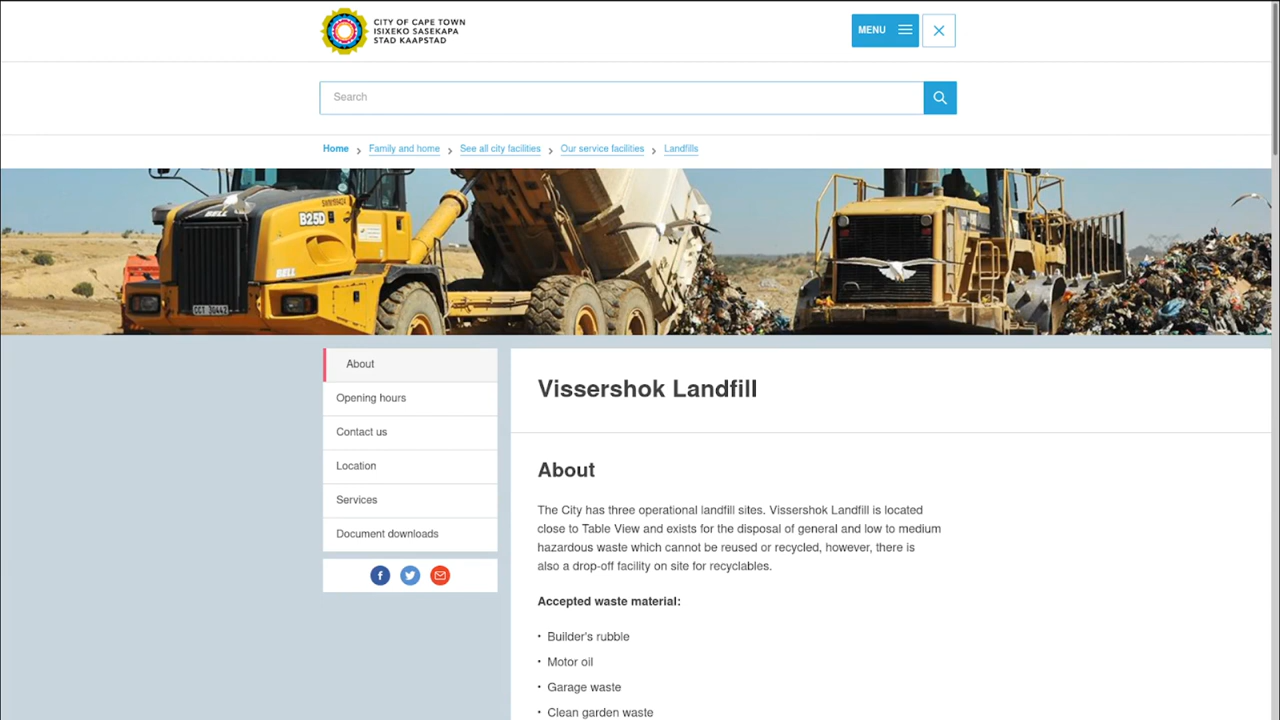 CITY OF CAPE TOWN
ISIXEKO SASEKAPA
STAD KAAPSTAD
MENU
Search
Home
Family and home
See all city facilities
Our service facilities
Landfills
BELL
B25D
BELL
About
Opening hours
Contact us
Location
Services
Document downloads
Vissershok Landfill
About
The City has three operational landfill sites. Vissershok Landfill is located
close to Table View and exists for the disposal of general and low to medium
hazardous waste which cannot be reused or recycled, however, there is
also a drop-off facility on site for recyclables.
Accepted waste material:
• Builder's rubble
• Motor oil
• Garage waste
• Clean garden waste